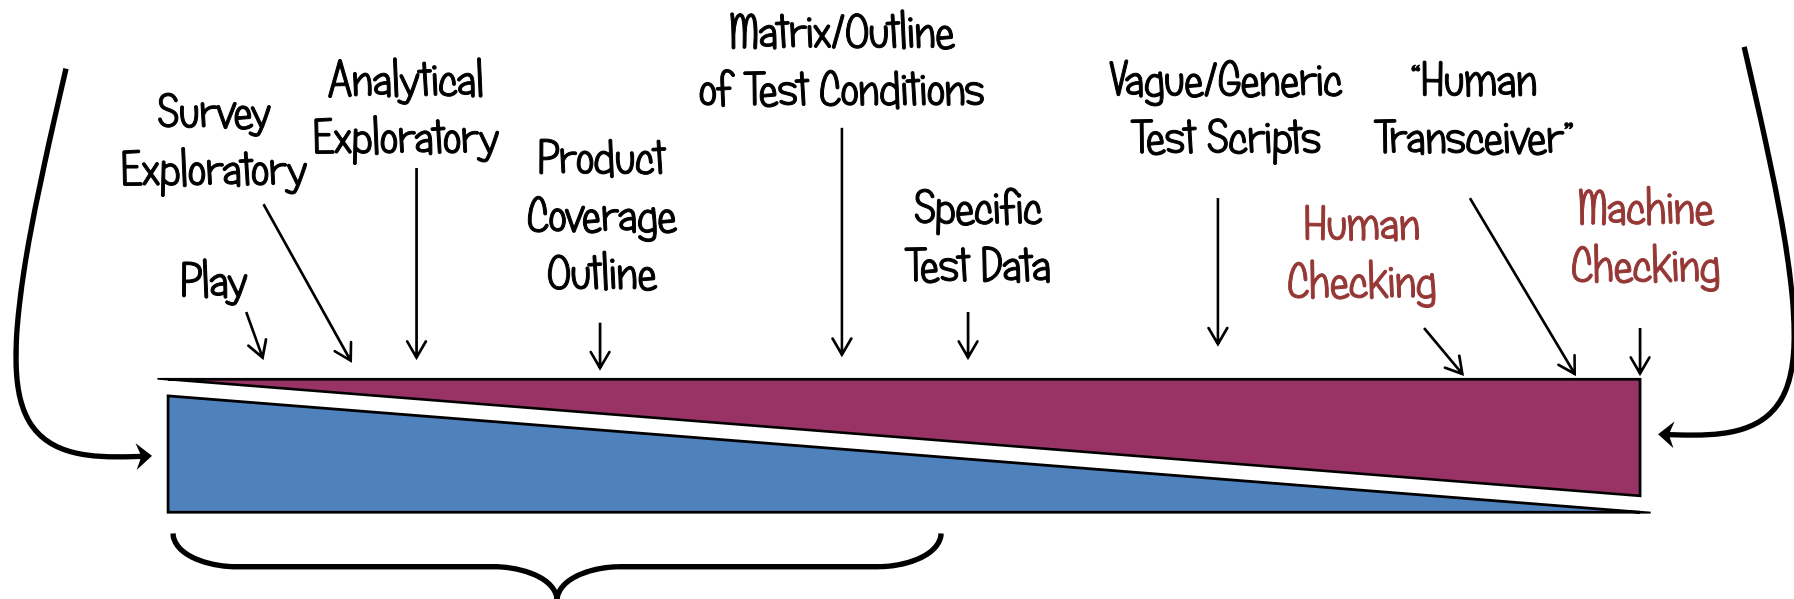 Matrix/Outline
of Test Conditions
Analytical
Exploratory
Survey
Exploratory
Play
Product
Coverage
Outline
Specific
Test Data
Vague/Generic
Test Scripts
“Human
Transceiver”
Human
Checking
Machine
Checking